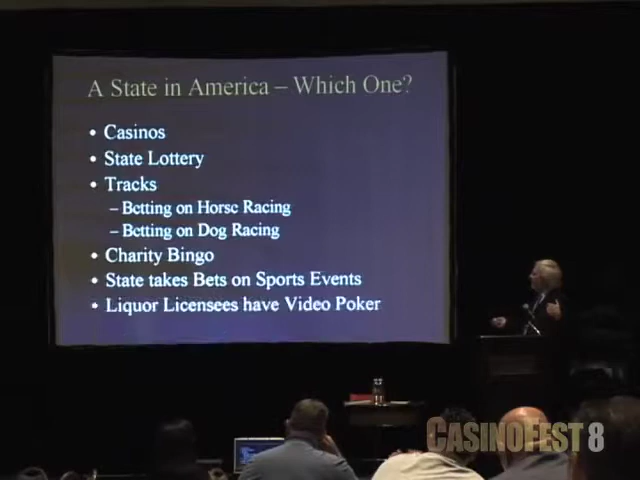 A State in America – Which One?
• Casinos
• State Lottery
• Tracks
– Betting on Horse Racing
– Betting on Dog Racing
• Charity Bingo
• State takes Bets on Sports Events
• Liquor Licensees have Video Poker
CASINOFEST 8